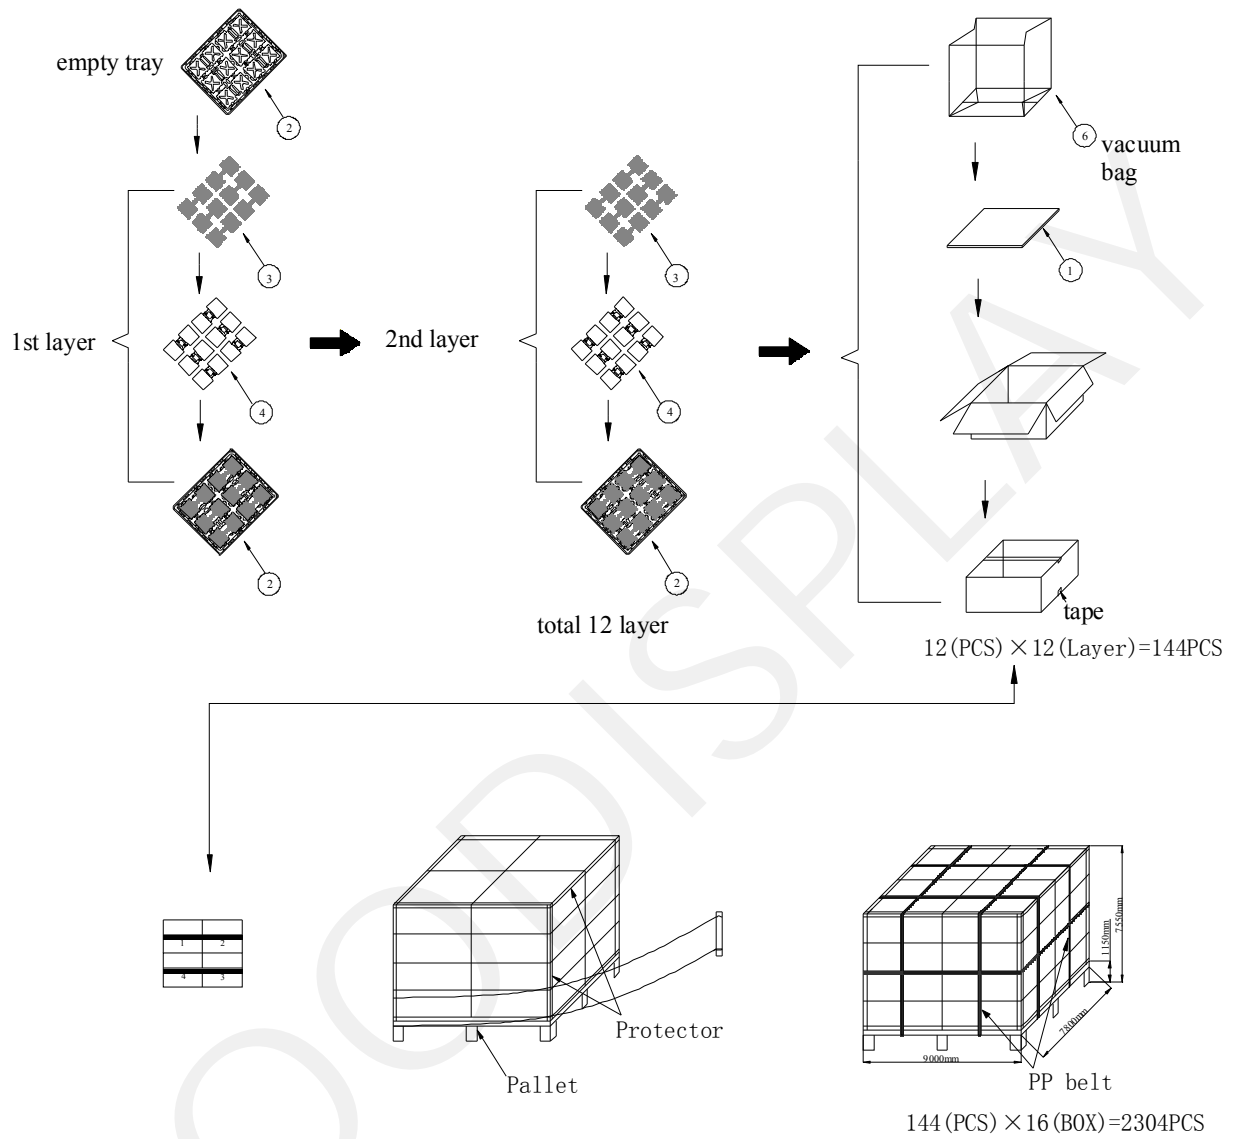 empty tray
2
3
1st layer
4
2
3
2nd layer
4
2
total 12 layer
6
vacuum
bag
1
tape
12(PCS)×12(Layer)=144PCS
1
2
4
3
Protector
Pallet
1150mm
7550mm
7800mm
9000mm
PP belt
144(PCS)×16(BOX)=2304PCS
OODISPLAY